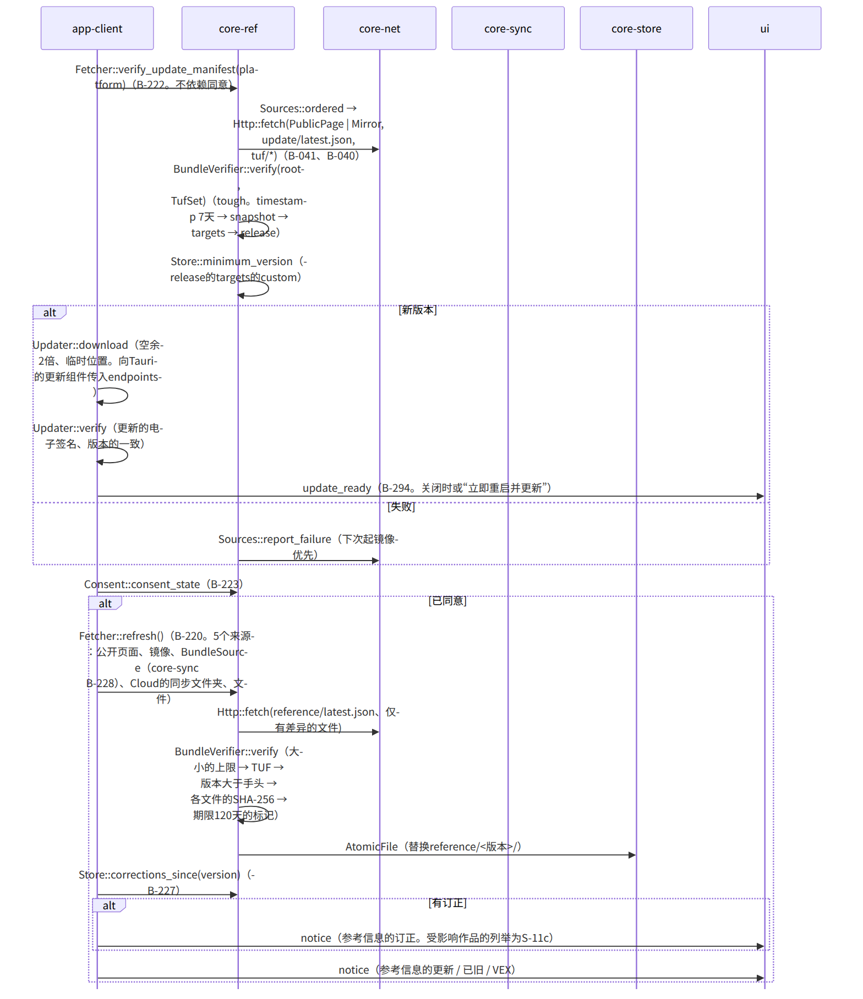 app-client
core-ref
core-net
core-sync
core-store
ui
Fetcher::verify_update_manifest(pla-
tform)（B-222。不依赖同意）
Sources::ordered →
Http::fetch(PublicPage | Mirror,
update/latest.json,
tuf/*)（B-041、B-040）
BundleVerifier::verify(root-
,
TufSet)（tough。timestam-
p 7天 → snapshot →
targets → release）
Store::minimum_version（-
release的targets的custom）
alt
[新版本]
Updater::download（空余-
2倍、临时位置。向Tauri-
的更新组件传入endpoints-
）
Updater::verify（更新的电-
子签名、版本的一致）
update_ready（B-294。关闭时或“立即重启并更新”）
[失败]
Sources::report_failure（下次起镜像-
优先）
Consent::consent_state（B-223）
alt
[已同意]
Fetcher::refresh()（B-220。5个来源-
：公开页面、镜像、BundleSourc-
e（core-sync
B-228）、Cloud的同步文件夹、文-
件）
Http::fetch(reference/latest.json、仅-
有差异的文件)
BundleVerifier::verify（大-
小的上限 → TUF →
版本大于手头 →
各文件的SHA-256 →
期限120天的标记）
AtomicFile（替换reference/<版本>/）
Store::corrections_since(version)（-
B-227）
alt
[有订正]
notice（参考信息的订正。受影响作品的列举为S-11c）
notice（参考信息的更新 / 已旧 / VEX）